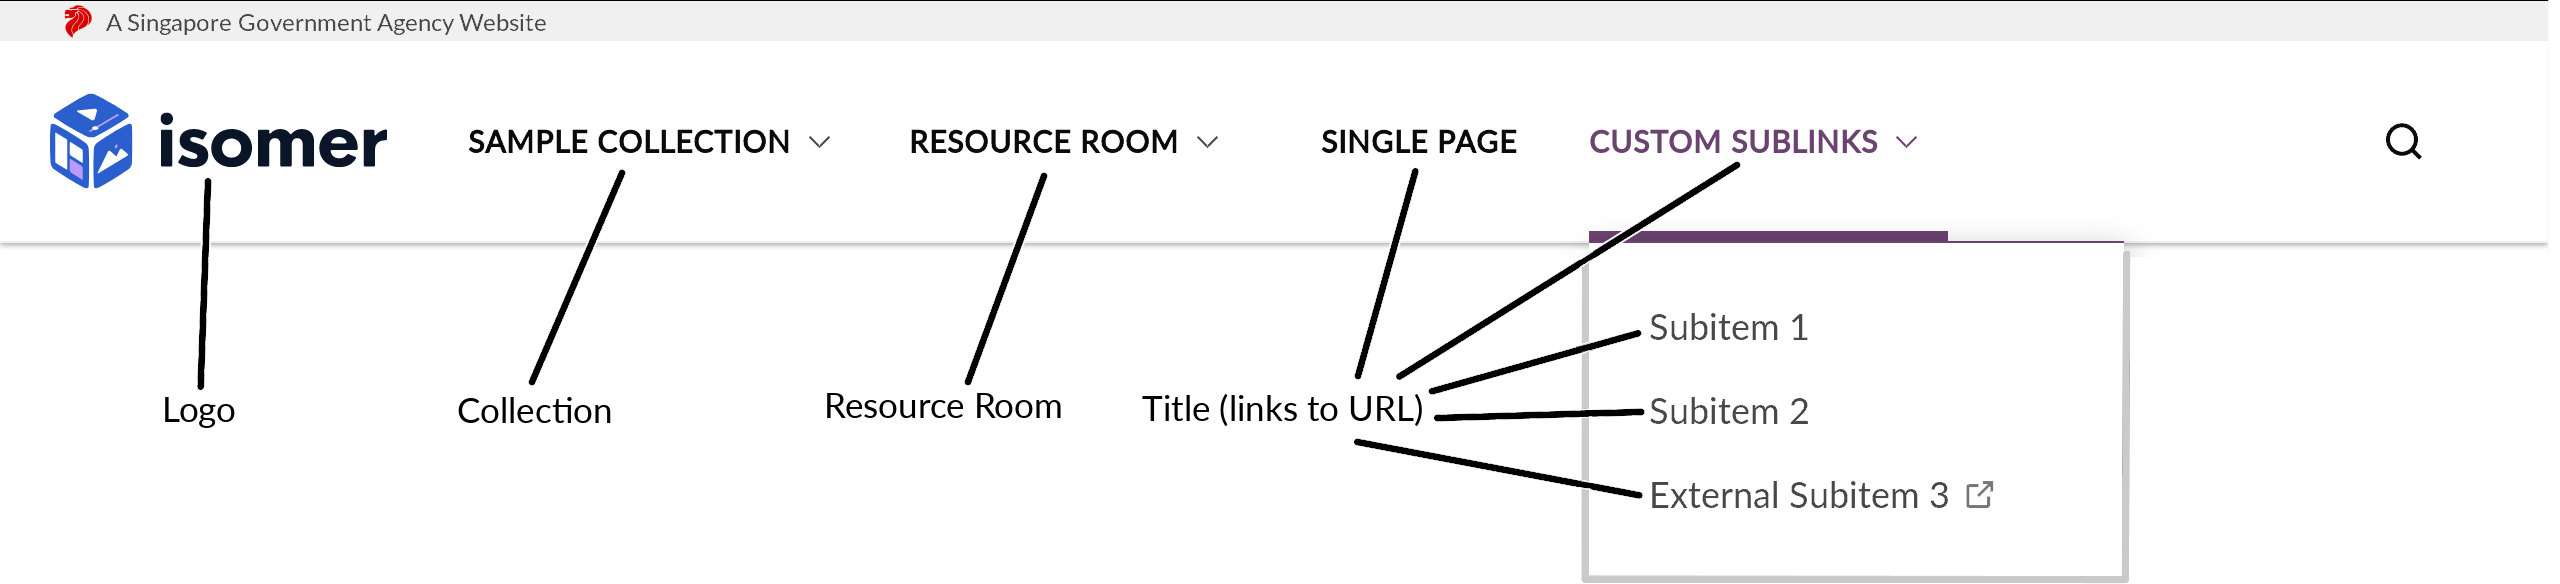 A Singapore Government Agency Website
isomer
SAMPLE COLLECTION
RESOURCE ROOM
SINGLE PAGE
CUSTOM SUBLINKS
Subitem 1
Logo
Collection
Resource Room
Title (links to URL)
Subitem 2
External Subitem 3